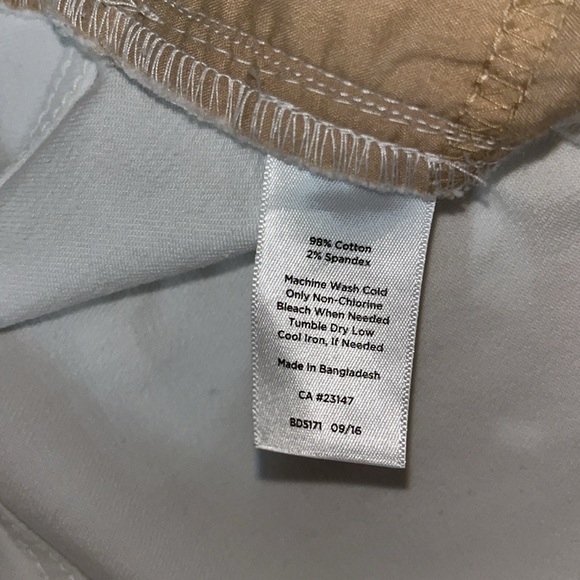 98% Cotton
2% Spandex
Machine Wash Cold
Only Non-Chlorine
Bleach When Needed
Tumble Dry Low
Cool Iron, If Needed
Made In Bangladesh
CA #23147
BD5171 09/16